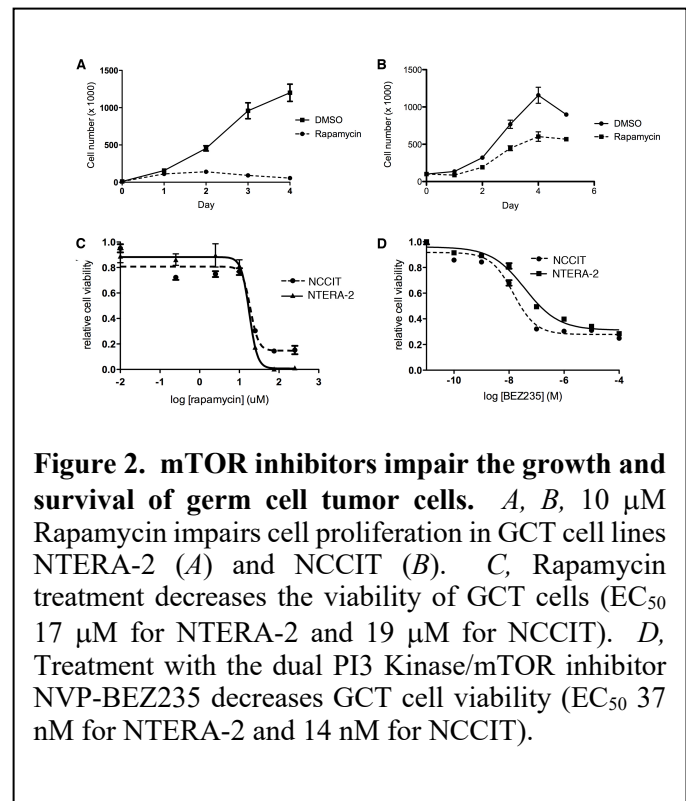 A
B
1500
1000
500
0
Cell number (x 1000)
0 1 2 3 4
Day
DMSO
Rapamycin
1500
1000
500
0
Cell number (x 1000)
0 2 4 6
Day
DMSO
Rapamycin
C
D
1.0
0.8
0.6
0.4
0.2
0.0
relative cell viability
-2 -1 0 1 2 3
log [rapamycin] (uM)
NCCIT
NTERA-2
1.0
0.8
0.6
0.4
0.2
0.0
relative cell viability
-10 -8 -6 -4
log [BEZ235] (M)
NCCIT
NTERA-2
Figure 2. mTOR inhibitors impair the growth and
survival of germ cell tumor cells. A, B, 10 μM
Rapamycin impairs cell proliferation in GCT cell lines
NTERA-2 (A) and NCCIT (B). C, Rapamycin
treatment decreases the viability of GCT cells (EC50
17 μM for NTERA-2 and 19 μM for NCCIT). D,
Treatment with the dual PI3 Kinase/mTOR inhibitor
NVP-BEZ235 decreases GCT cell viability (EC50 37
nM for NTERA-2 and 14 nM for NCCIT).